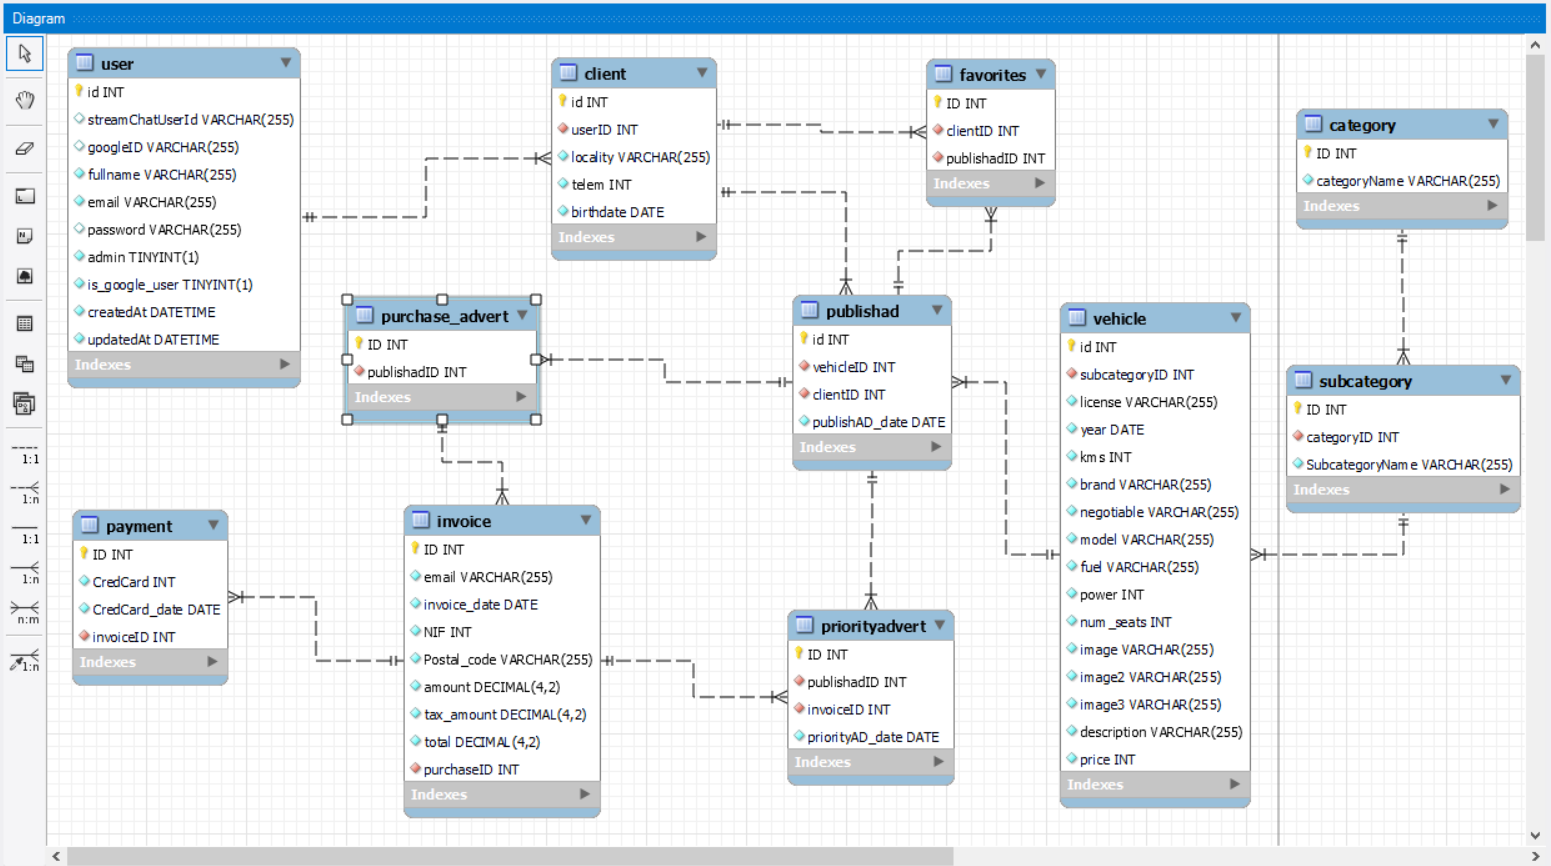 Diagram
1:1
1:n
1:1
1:n
n:m
1:n
user
id INT
streamChatUserId VARCHAR(255)
googleID VARCHAR(255)
fullname VARCHAR(255)
email VARCHAR(255)
password VARCHAR(255)
admin TINYINT(1)
is_google_user TINYINT(1)
createdAt DATETIME
updatedAt DATETIME
Indexes
client
id INT
userID INT
locality VARCHAR(255)
telem INT
birthdate DATE
Indexes
favorites
ID INT
clientID INT
publishadID INT
Indexes
category
ID INT
categoryName VARCHAR(255)
Indexes
purchase_advert
ID INT
publishadID INT
Indexes
publishad
id INT
vehicleID INT
clientID INT
publishAD_date DATE
Indexes
vehicle
id INT
subcategoryID INT
license VARCHAR(255)
year DATE
kms INT
brand VARCHAR(255)
negotiable VARCHAR(255)
model VARCHAR(255)
fuel VARCHAR(255)
power INT
num_seats INT
image VARCHAR(255)
image2 VARCHAR(255)
image3 VARCHAR(255)
description VARCHAR(255)
price INT
Indexes
subcategory
ID INT
categoryID INT
SubcategoryName VARCHAR(255)
Indexes
payment
ID INT
CredCard INT
CredCard_date DATE
invoiceID INT
Indexes
invoice
ID INT
email VARCHAR(255)
invoice_date DATE
NIF INT
Postal_code VARCHAR(255)
amount DECIMAL(4,2)
tax_amount DECIMAL(4,2)
total DECIMAL(4,2)
purchaseID INT
Indexes
priorityadvert
ID INT
publishadID INT
invoiceID INT
priorityAD_date DATE
Indexes